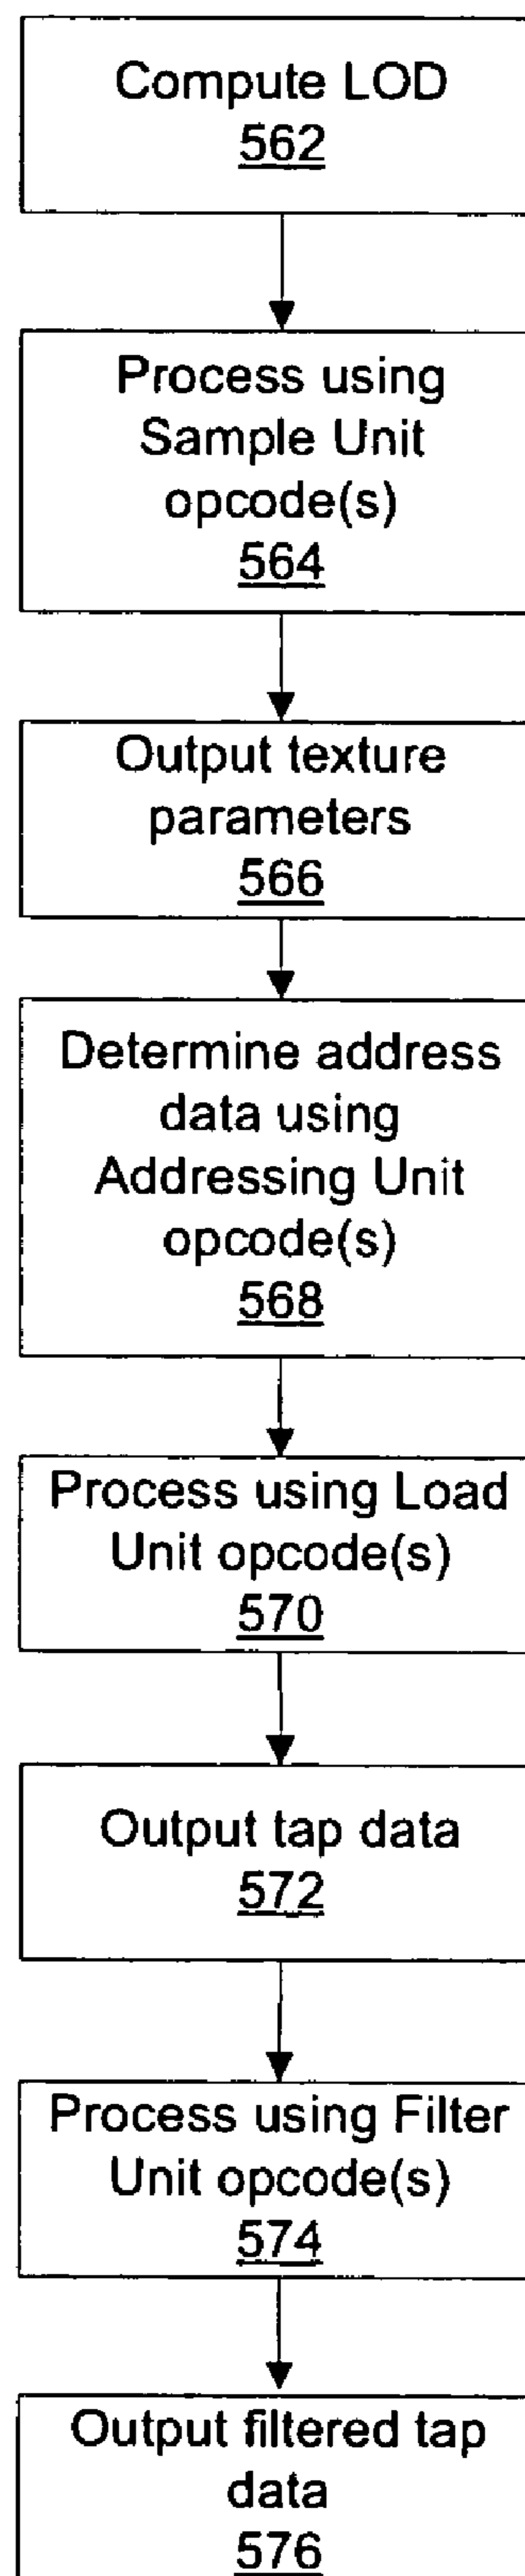 Compute LOD
562
Process using
Sample Unit
opcode(s)
564
Output texture
parameters
566
Determine address
data using
Addressing Unit
opcode(s)
568
Process using Load
Unit opcode(s)
570
Output tap data
572
Process using Filter
Unit opcode(s)
574
Output filtered tap
data
576